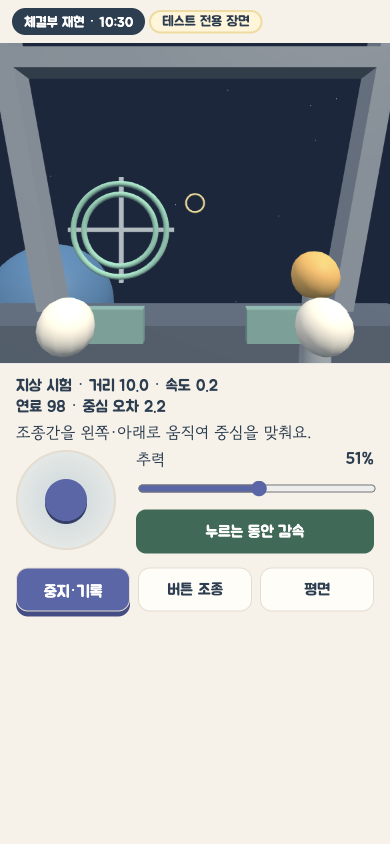 체결부 재현 · 10:30
테스트 전용 장면
지상 시험 · 거리 10.0 · 속도 0.2
연료 98 · 중심 오차 2.2
조종간을 왼쪽·아래로 움직여 중심을 맞춰요.
추력
51%
누르는 동안 감속
중지·기록
버튼 조종
평면